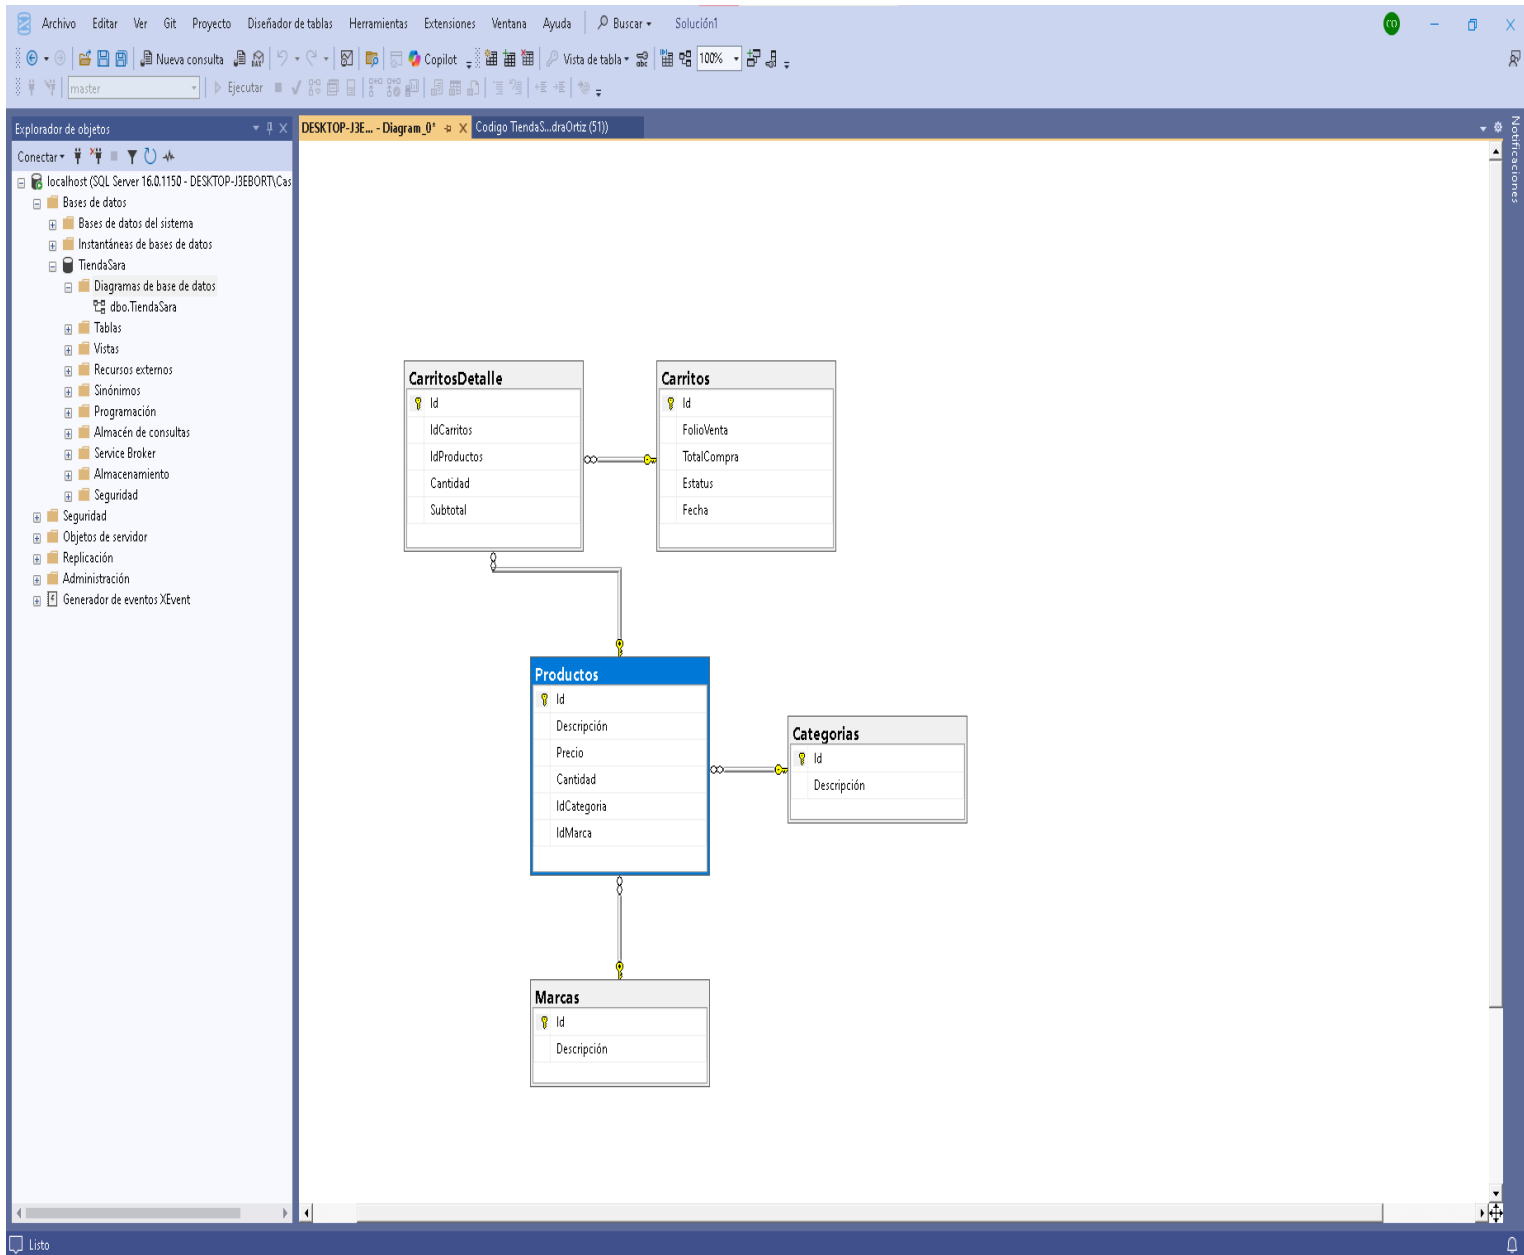 Archivo Editar Ver Git Proyecto Diseñador de tablas Herramientas Extensiones Ventana Ayuda Buscar Solución1 CO
Nueva consulta Copilot Vista de tabla 100%
master Ejecutar
Explorador de objetos
Conectar
localhost (SQL Server 16.0.1150 - DESKTOP-J3EBORT\Cas
Bases de datos
Bases de datos del sistema
Instantáneas de bases de datos
TiendaSara
Diagramas de base de datos
dbo.TiendaSara
Tablas
Vistas
Recursos externos
Sinónimos
Programación
Almacén de consultas
Service Broker
Almacenamiento
Seguridad
Seguridad
Objetos de servidor
Replicación
Administración
Generador de eventos XEvent
DESKTOP-J3E... - Diagram_0* Codigo TiendaS...draOrtiz (51))
Notificaciones
CarritosDetalle
Id
IdCarritos
IdProductos
Cantidad
Subtotal
Carritos
Id
FolioVenta
TotalCompra
Estatus
Fecha
Productos
Id
Descripción
Precio
Cantidad
IdCategoria
IdMarca
Categorias
Id
Descripción
Marcas
Id
Descripción
Listo